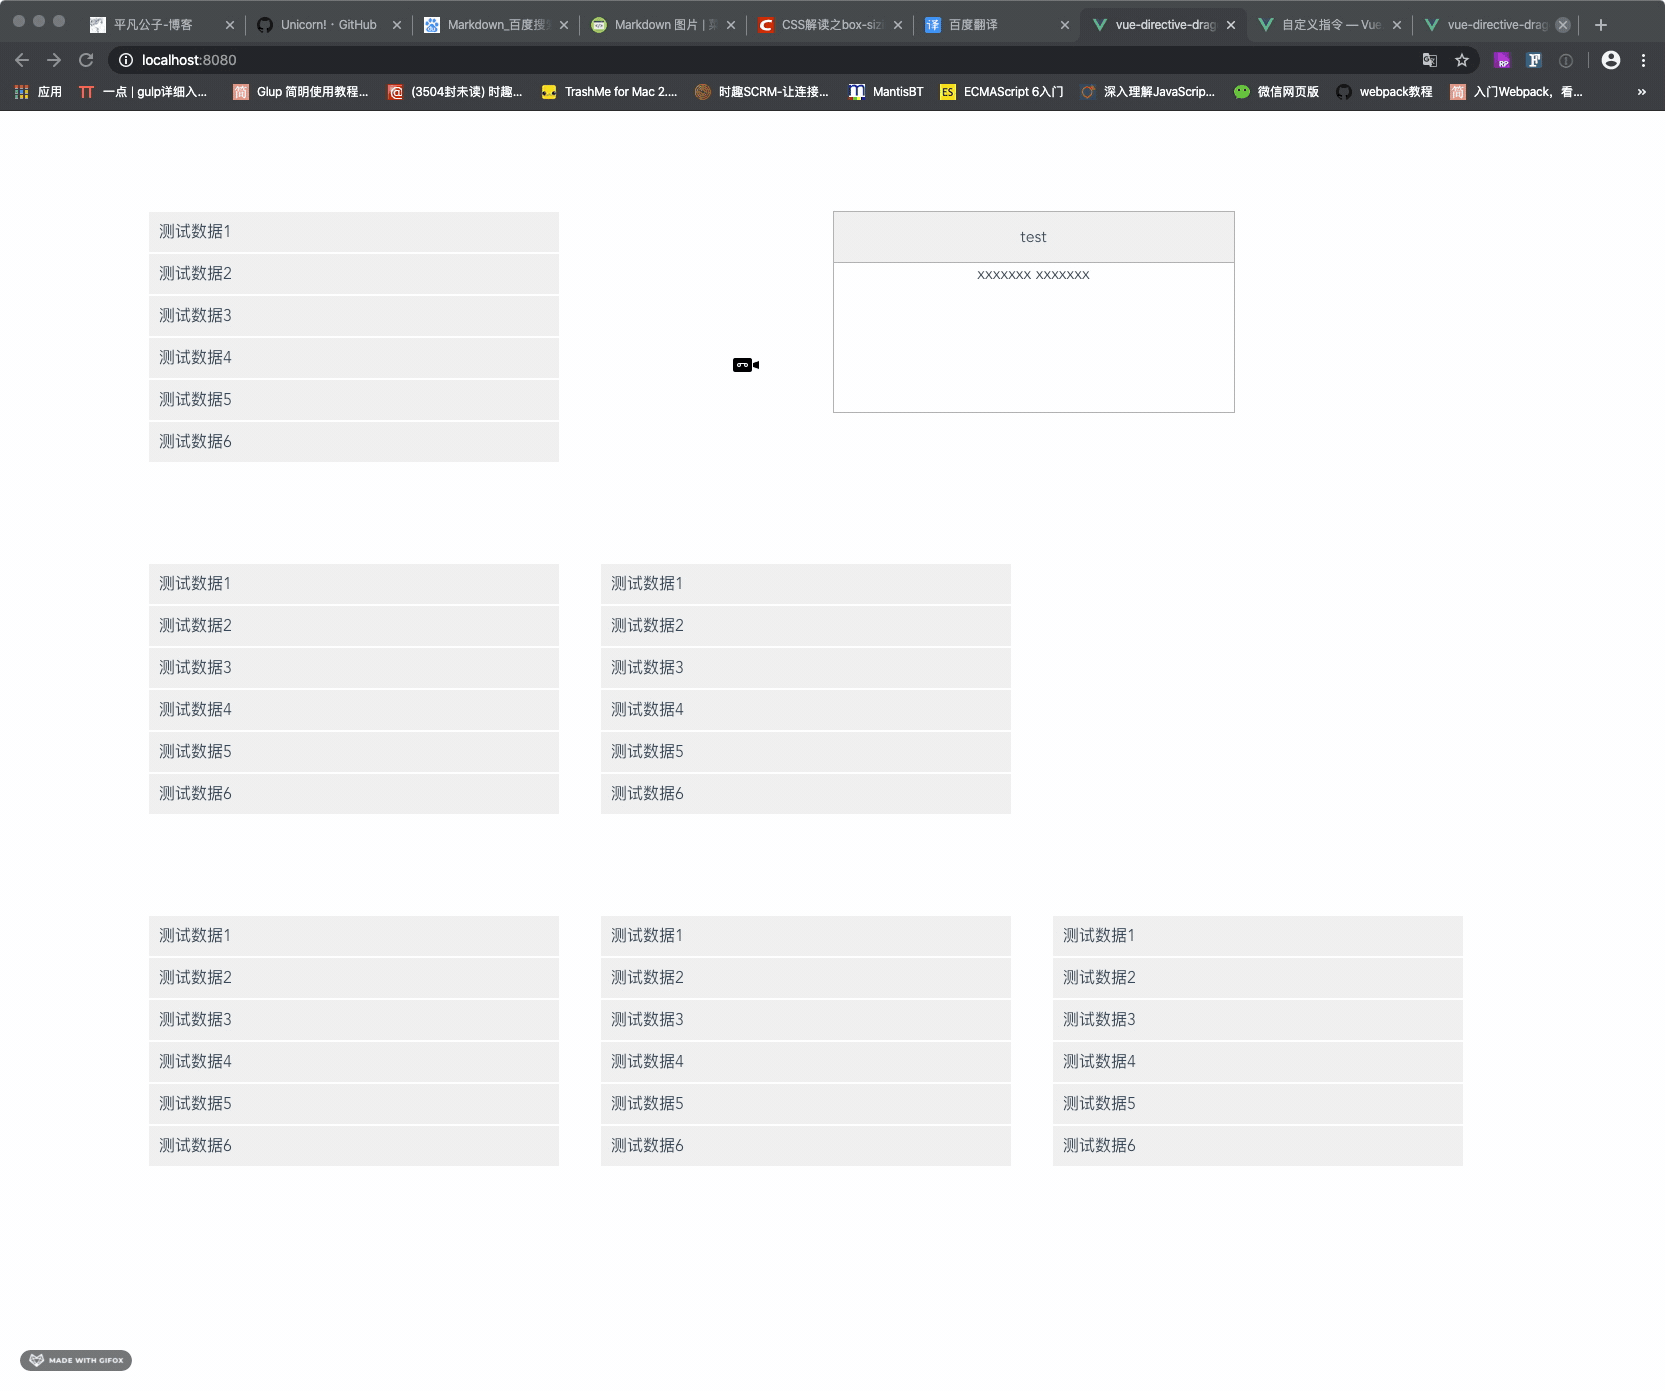 平凡公子-博客
Unicorn! · GitHub
Markdown_百度搜
Markdown 图片 |
CSS解读之box-siz
百度翻译
vue-directive-drag
自定义指令 — Vue.
vue-directive-drag
localhost:8080
应用
一点 | gulp详细入...
Glup 简明使用教程...
(3504封未读) 时趣...
TrashMe for Mac 2....
时趣SCRM-让连接...
MantisBT
ECMAScript 6入门
深入理解JavaScrip...
微信网页版
webpack教程
入门Webpack，看...
»
测试数据1
测试数据2
测试数据3
测试数据4
测试数据5
测试数据6
test
xxxxxxx xxxxxxx
测试数据1
测试数据2
测试数据3
测试数据4
测试数据5
测试数据6
测试数据1
测试数据2
测试数据3
测试数据4
测试数据5
测试数据6
测试数据1
测试数据2
测试数据3
测试数据4
测试数据5
测试数据6
测试数据1
测试数据2
测试数据3
测试数据4
测试数据5
测试数据6
测试数据1
测试数据2
测试数据3
测试数据4
测试数据5
测试数据6
MADE WITH GIFOX